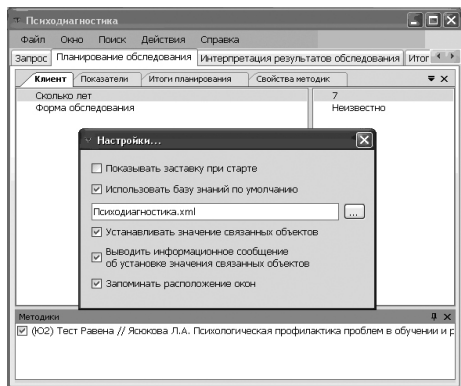 Психодиагностика
Файл Окно Поиск Действия Справка
Запрос Планирование обследования Интерпретация результатов обследования Итог
Клиент Показатели Итоги планирования Свойства методик
Сколько лет 7
Форма обследования Неизвестно
Настройки...
Показывать заставку при старте
Использовать базу знаний по умолчанию
Психодиагностика.xml ...
Устанавливать значение связанных объектов
Выводить информационное сообщение
об установке значения связанных объектов
Запоминать расположение окон
Методики
(Ю2) Тест Равена // Ясюкова Л.А. Психологическая профилактика проблем в обучении и р